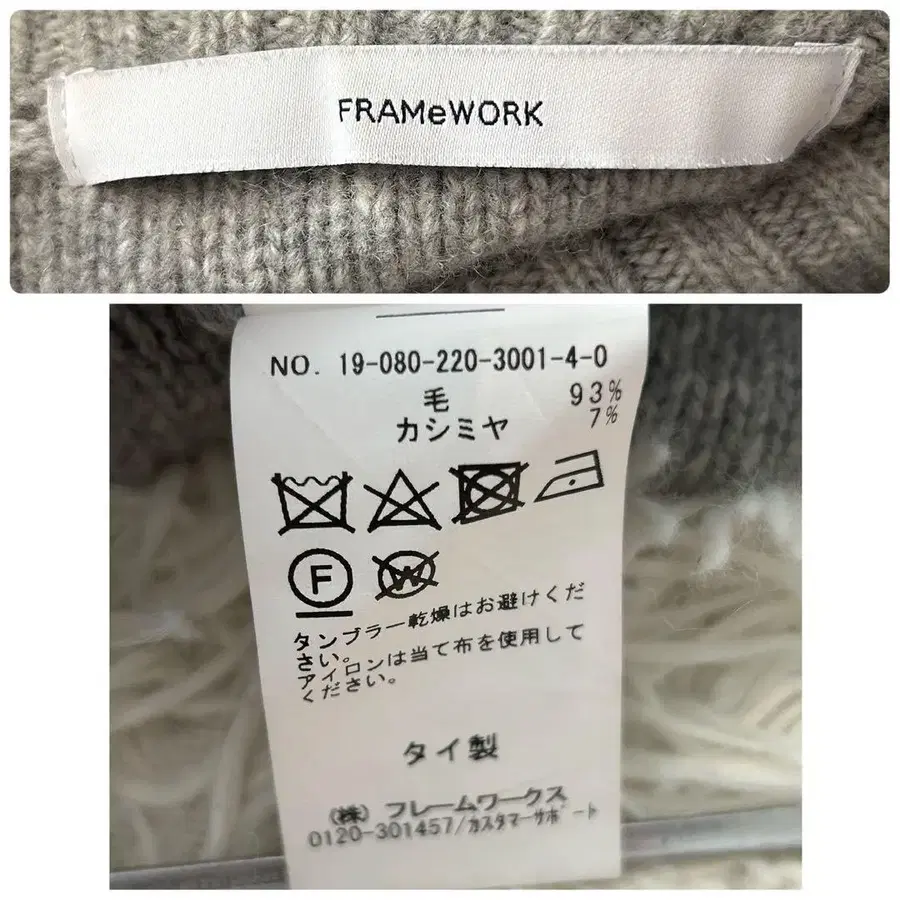 FRAMeWORK
NO. 19-080-220-3001-4-0
毛 93%
カシミヤ 7%
F
W
タンブラー乾燥はお避けくだ
さい。
アイロンは当て布を使用して
ください。
タイ製
(株) フレームワークス
0120-301457/カスタマーサポート